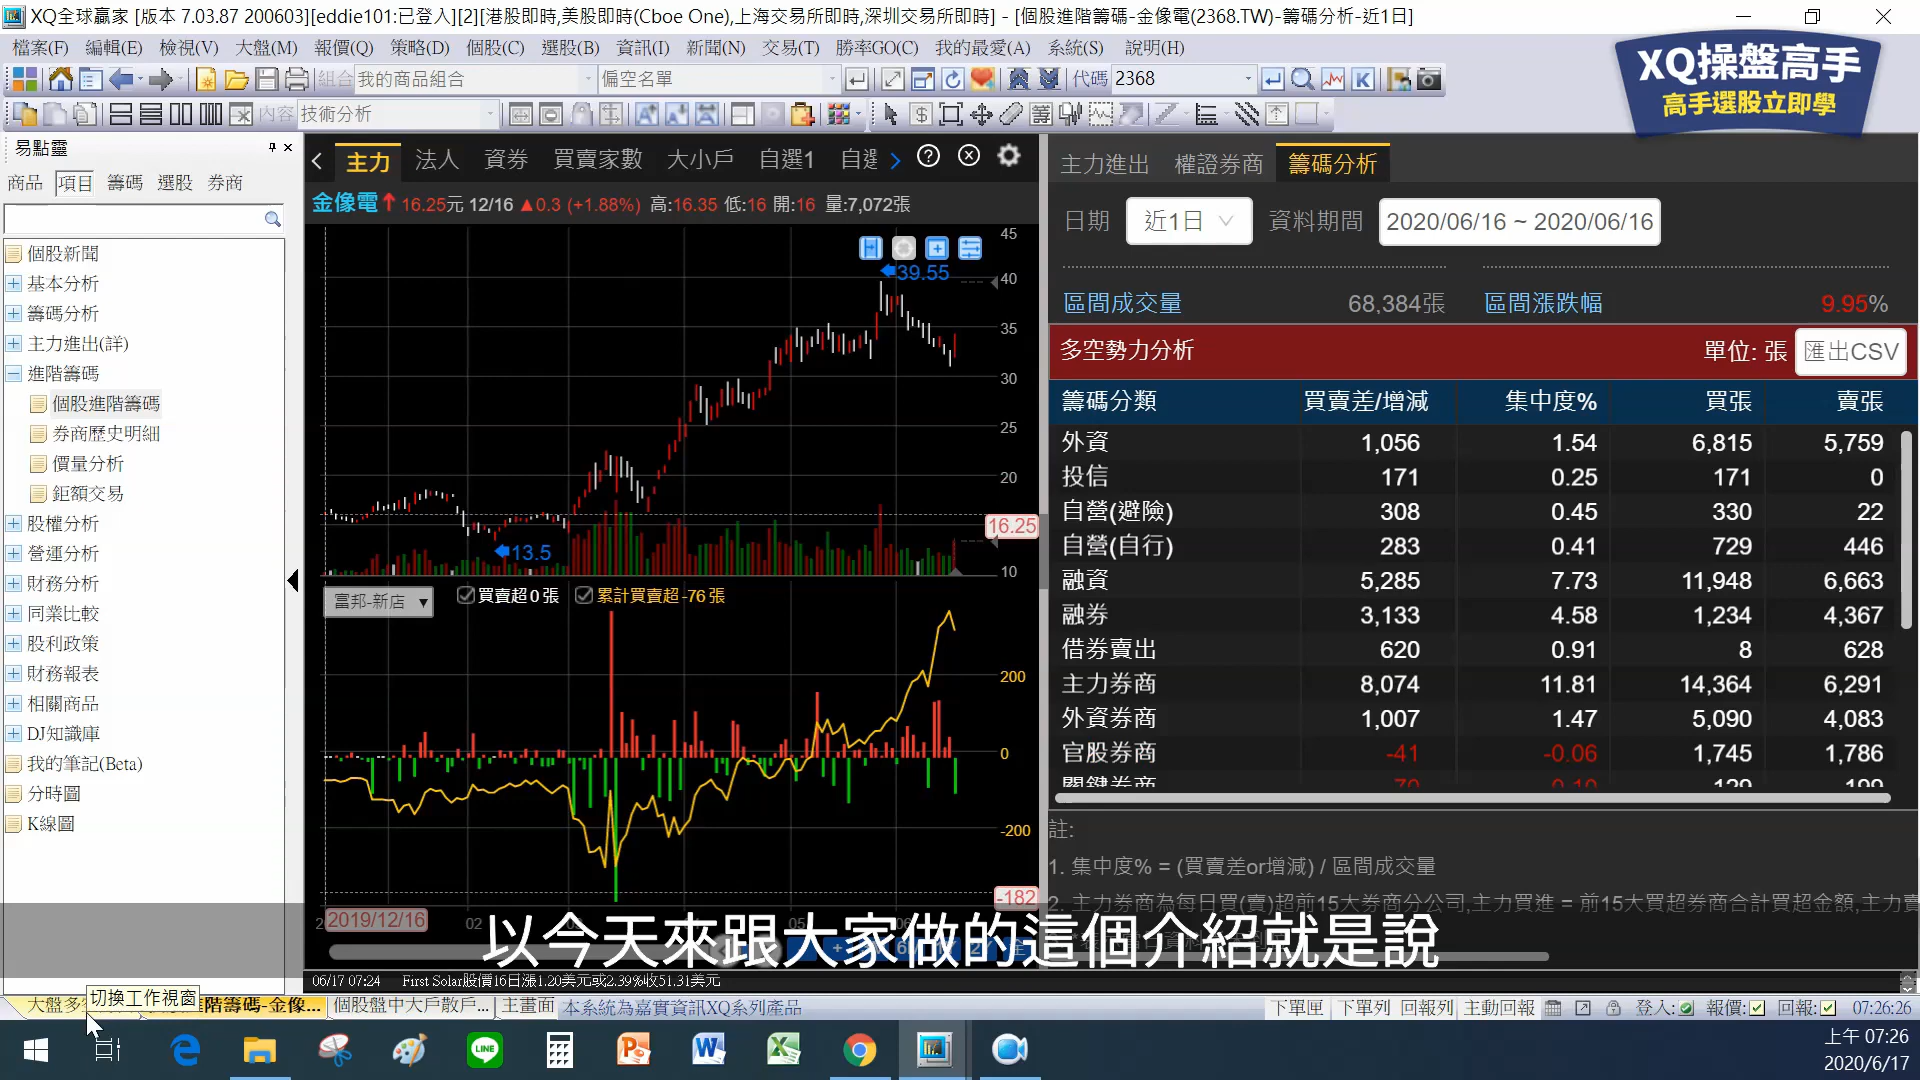 XQ全球贏家 [版本 7.03.87 200603][eddie101:已登入][2][港股即時,美股即時(Cboe One),上海交易所即時,深圳交易所即時] - [個股進階籌碼-金像電(2368.TW)-籌碼分析-近1日]
檔案(F) 編輯(E) 檢視(V) 大盤(M) 報價(Q) 策略(D) 個股(C) 選股(B) 資訊(I) 新聞(N) 交易(T) 勝率GO(C) 我的最愛(A) 系統(S) 說明(H)
XQ操盤高手
高手選股立即學
組合 我的商品組合 偏空名單 代碼 2368
內容 技術分析
易點靈
商品 項目 籌碼 選股 券商
個股新聞
基本分析
籌碼分析
主力進出(詳)
進階籌碼
個股進階籌碼
券商歷史明細
價量分析
鉅額交易
股權分析
營運分析
財務分析
同業比較
股利政策
財務報表
相關商品
DJ知識庫
我的筆記(Beta)
分時圖
K線圖
主力 法人 資券 買賣家數 大小戶 自選1
金像電 16.25元 12/16 ▲0.3 (+1.88%) 高:16.35 低:16 開:16 量:7,072張
39.55
13.5
45
40
35
30
25
20
16.25
10
富邦-新店 ▼ 買賣超0張 累計買賣超-76張
200
0
-200
-182
2019/12/16 02
主力進出 權證券商 籌碼分析
日期 近1日 資料期間 2020/06/16 ~ 2020/06/16
區間成交量 68,384張 區間漲跌幅 9.95%
多空勢力分析 單位: 張 匯出CSV
籌碼分類 買賣差/增減 集中度% 買張 賣張
外資 1,056 1.54 6,815 5,759
投信 171 0.25 171 0
自營(避險) 308 0.45 330 22
自營(自行) 283 0.41 729 446
融資 5,285 7.73 11,948 6,663
融券 3,133 4.58 1,234 4,367
借券賣出 620 0.91 8 628
主力券商 8,074 11.81 14,364 6,291
外資券商 1,007 1.47 5,090 4,083
官股券商 -41 -0.06 1,745 1,786
註:
1. 集中度% = (買賣差or增減) / 區間成交量
2. 主力券商為每日買(賣)超前15大券商分公司,主力買進 = 前15大買超券商合計買超金額,主力賣
以今天來跟大家做的這個介紹就是說
06/17 07:24 First Solar股價16日漲1.20美元或2.39%收51.31美元
切換工作視窗
大盤多 進階籌碼-金像... 個股盤中大戶散戶... 主畫面 本系統為嘉實資訊XQ系列產品
下單匣 下單列 回報列 主動回報 登入: 報價: 回報: 07:26:26
上午 07:26
2020/6/17